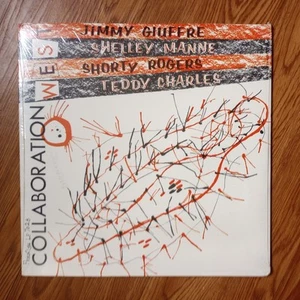 JIMMY GIUFFRE
SHELLEY MANNE
SHORTY ROGERS
TEDDY CHARLES
COLLABORATION
WEST